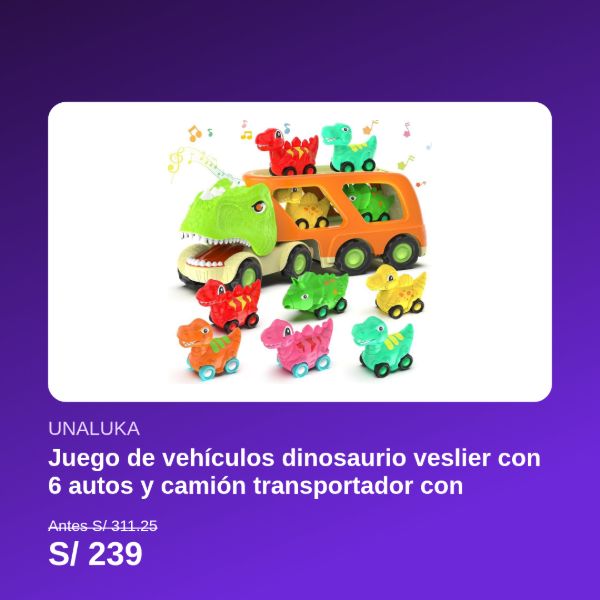 UNALUKA
Juego de vehículos dinosaurio veslier con
6 autos y camión transportador con
Antes S/ 311.25
S/ 239